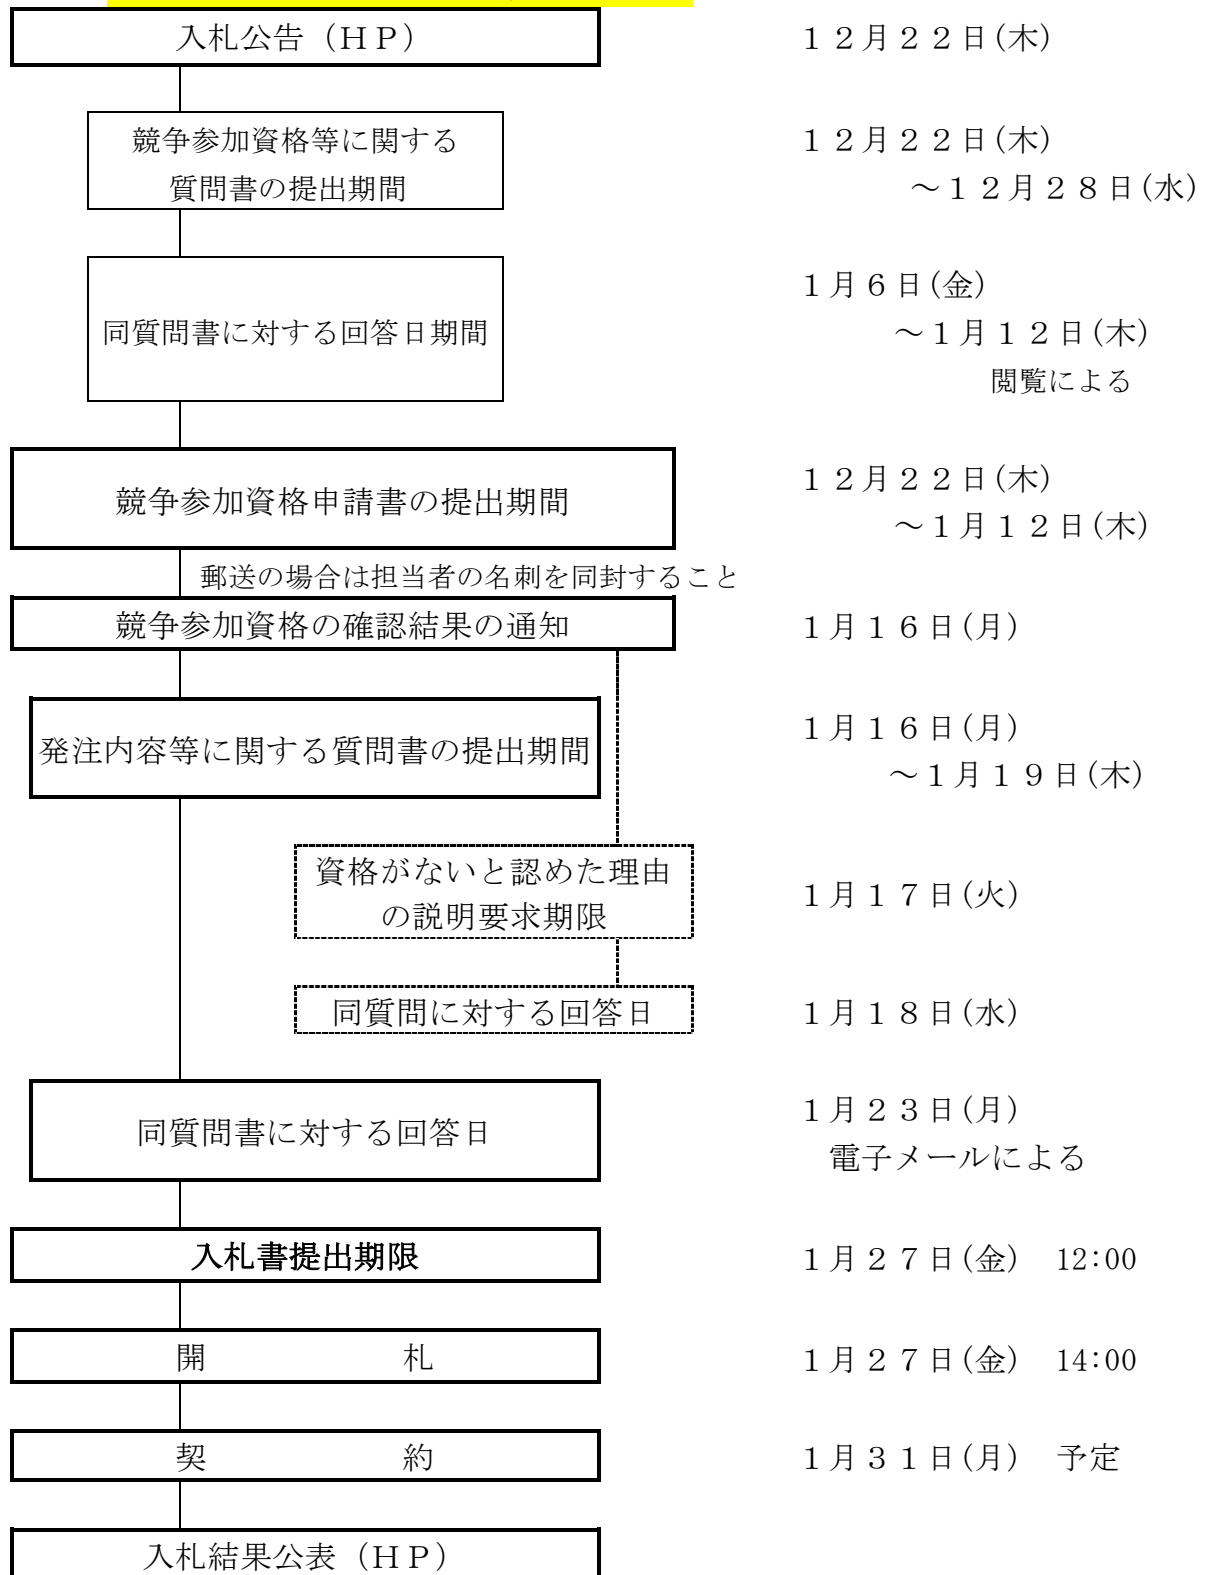 入札公告（ＨＰ）
１２月２２日(木)
競争参加資格等に関する
質問書の提出期間
１２月２２日(木)
～１２月２８日(水)
同質問書に対する回答日期間
１月６日(金)
～１月１２日(木)
閲覧による
競争参加資格申請書の提出期間
１２月２２日(木)
～１月１２日(木)
郵送の場合は担当者の名刺を同封すること
競争参加資格の確認結果の通知
１月１６日(月)
発注内容等に関する質問書の提出期間
１月１６日(月)
～１月１９日(木)
資格がないと認めた理由
の説明要求期限
１月１７日(火)
同質問に対する回答日
１月１８日(水)
同質問書に対する回答日
１月２３日(月)
電子メールによる
入札書提出期限
１月２７日(金)　12:00
開　　　　　　札
１月２７日(金)　14:00
契　　　　　　約
１月３１日(月)　予定
入札結果公表（ＨＰ）